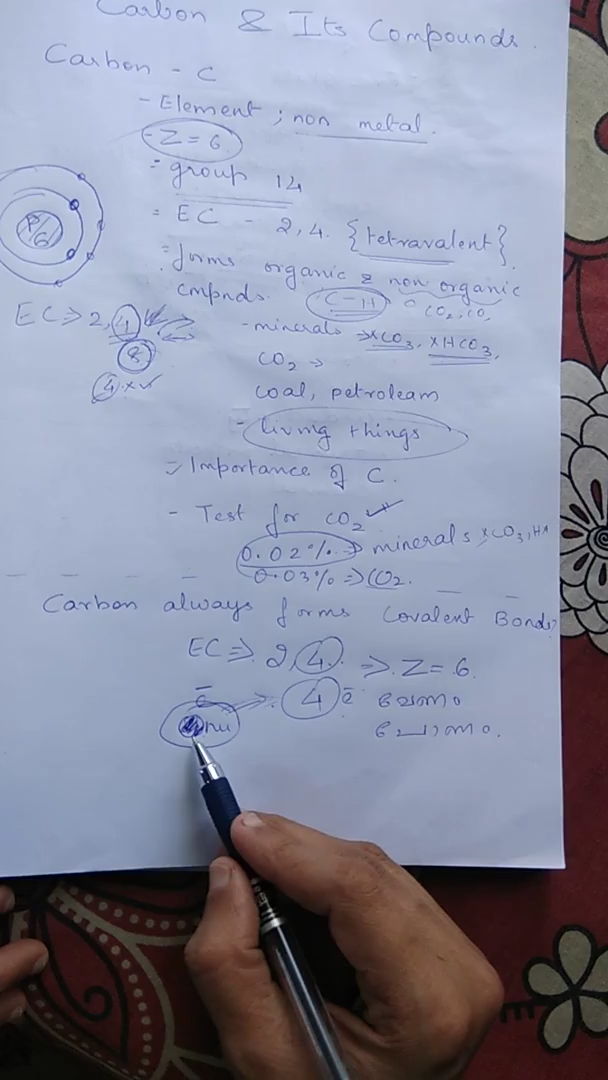 Carbon & Its Compounds.
Carbon - C
- Element ; non metal.
- Z = 6
= group 14
P/6
= EC - 2,4. {tetravalent}.
= forms organic & non organic
cmpnds. C-H CO₂, CO,
EC ⇒ 2,4
- minerals → XCO₃, XHCO₃,
8
CO₂ →
4
coal, petroleam
- living things
= Importance of C.
- Test for CO₂ ✓
0.02% ⇒ minerals XCO₃,
0.03% ⇒ CO₂.
Carbon always forms Covalent Bonds
EC ⇒ 2,4. ⇒ Z = 6.
ē ⇒ 4 ē വേണം
പോണം.